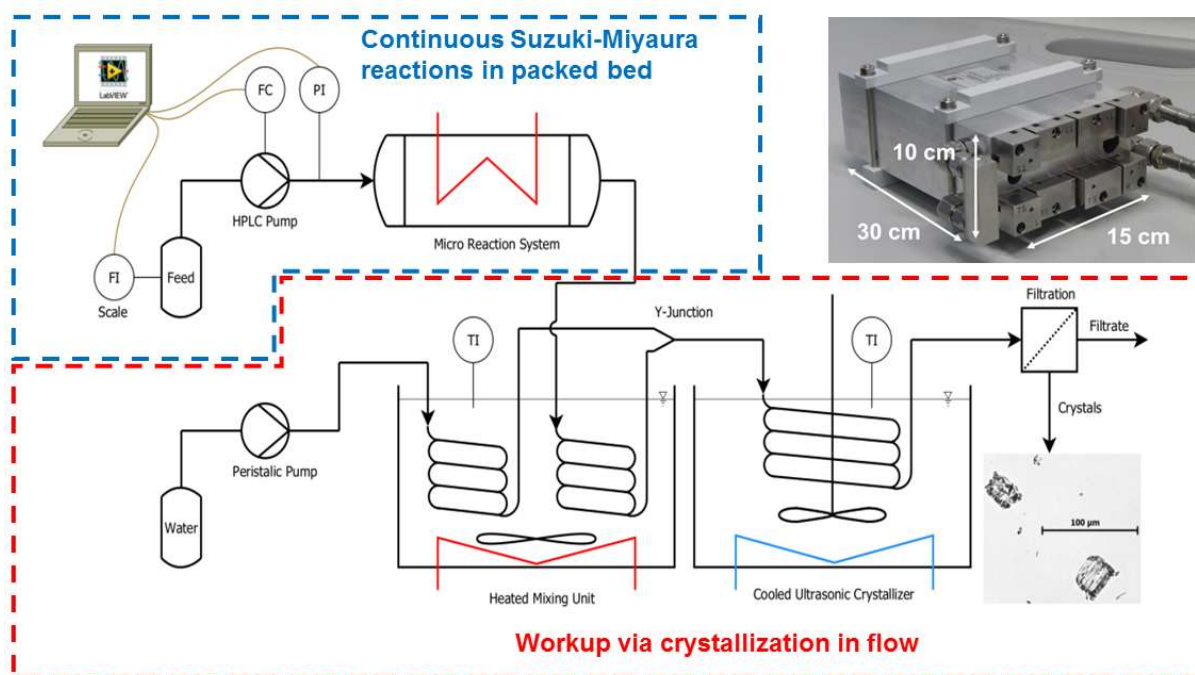 Continuous Suzuki-Miyaura
reactions in packed bed
LabVIEW
FC
PI
HPLC Pump
Micro Reaction System
FI
Feed
Scale
10 cm
30 cm
15 cm
Y-Junction
Filtration
TI
TI
Filtrate
Crystals
Peristalic Pump
Water
100 µm
Heated Mixing Unit
Cooled Ultrasonic Crystallizer
Workup via crystallization in flow